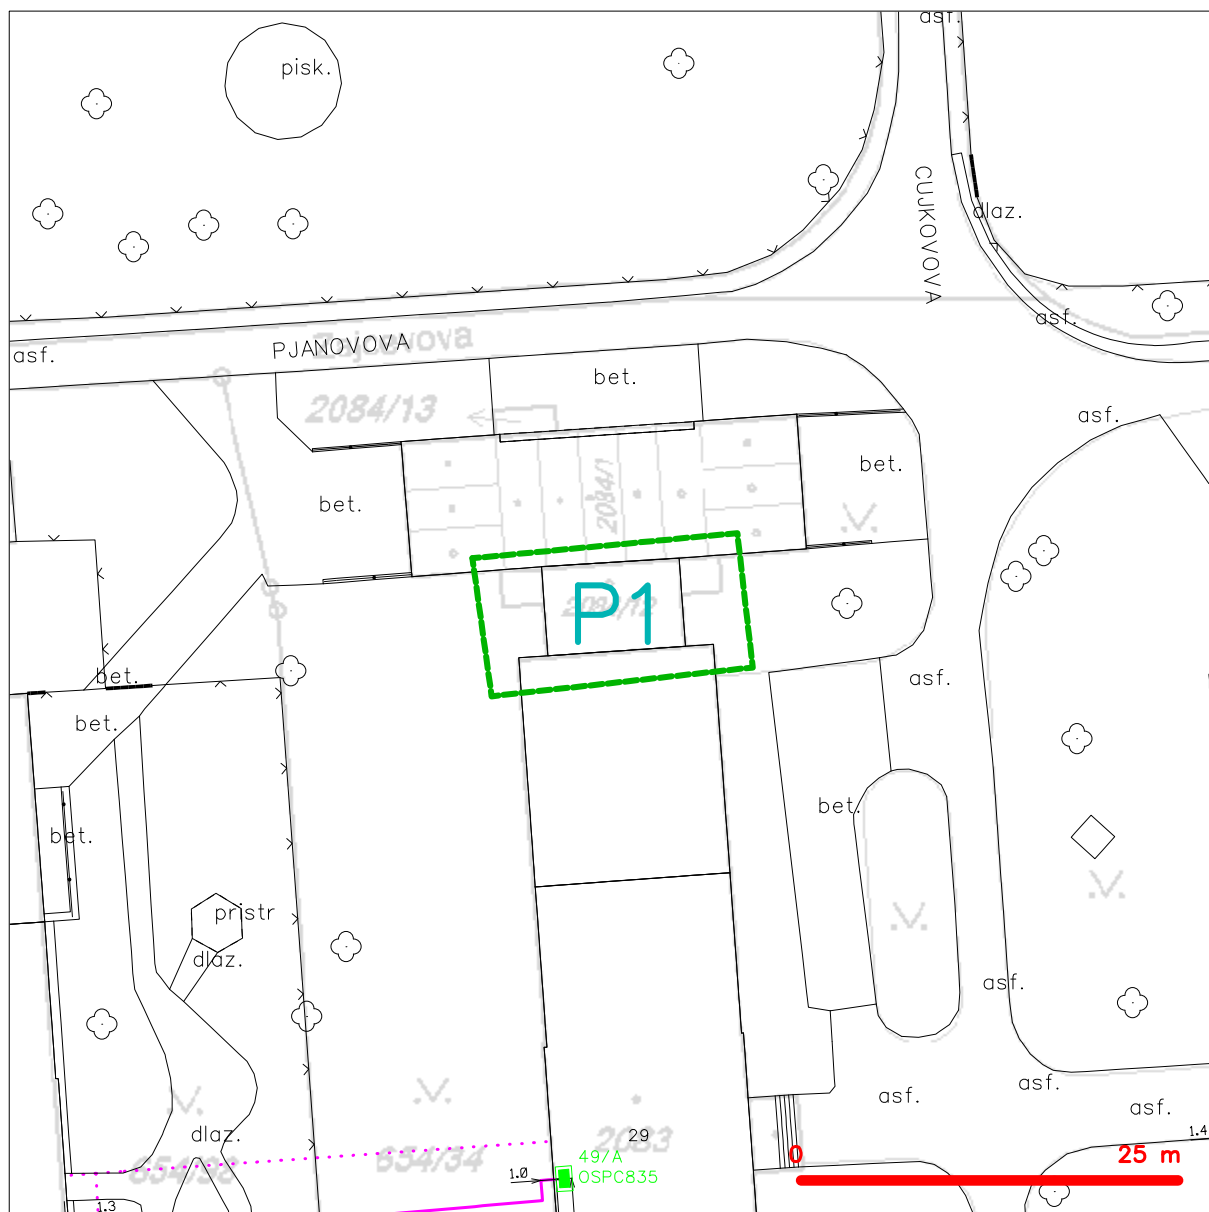 asf.
pisk.
CUJKOVOVA
dlaz.
asf.
PJANOVOVA
asf.
bet.
2084/13
asf.
bet.
2084/1
bet.
P1
bet.
asf.
bet.
bet.
bet.
pristr
dlaz.
asf.
asf.
asf.
asf.
dlaz.
29
2083
654/34
1.4
497A
OSPC835
1.0
1.3
0
25 m